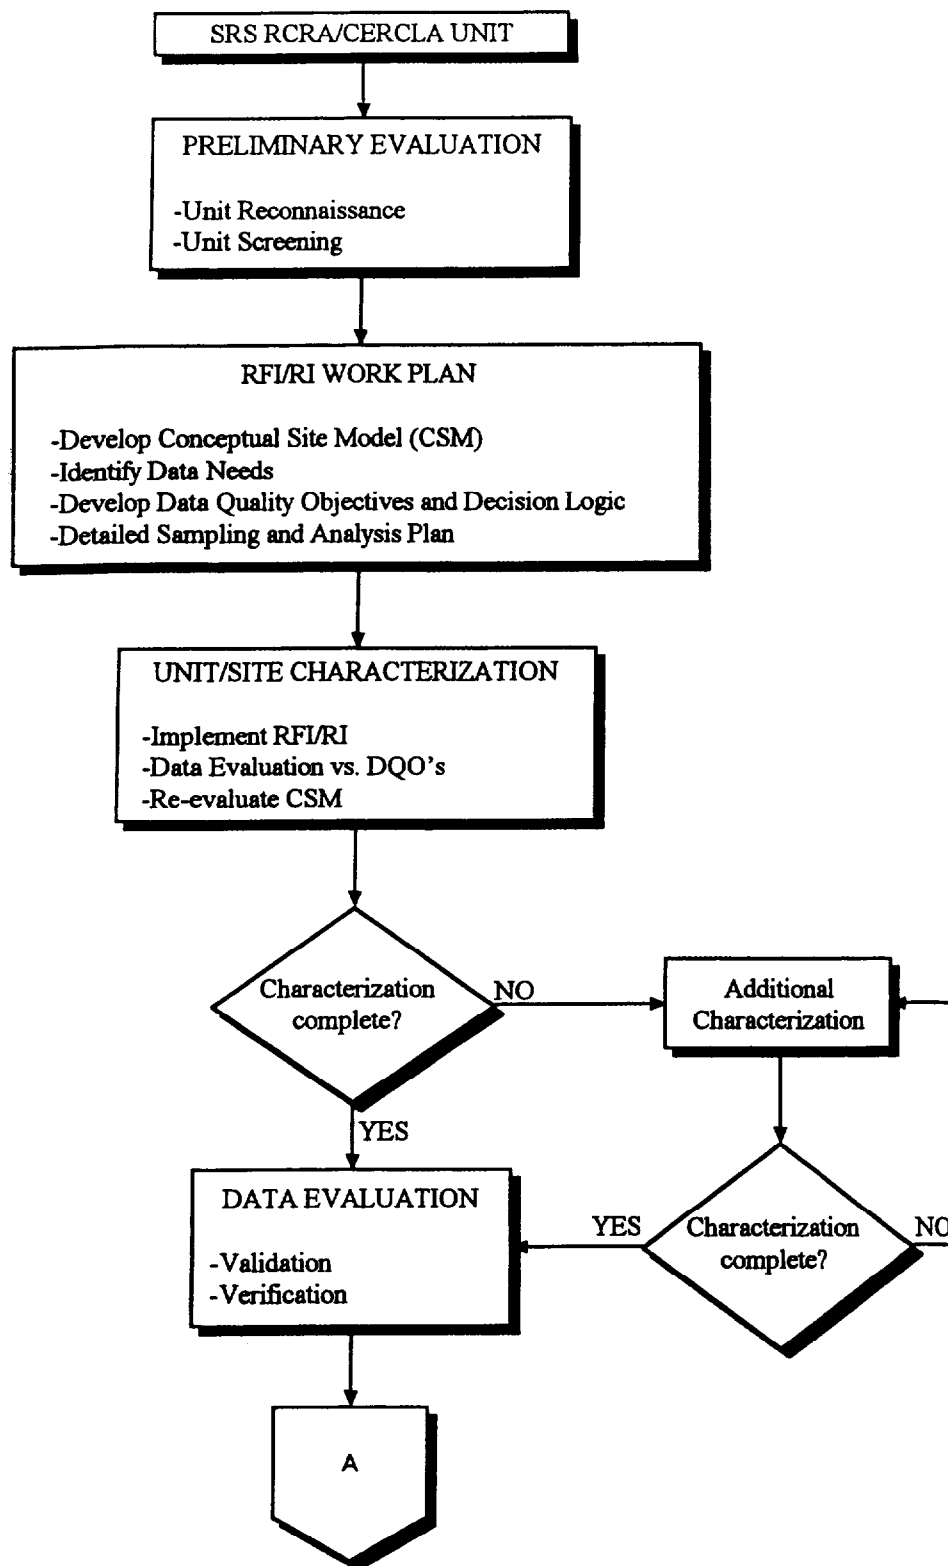 SRS RCRA/CERCLA UNIT
PRELIMINARY EVALUATION
-Unit Reconnaissance
-Unit Screening
RFI/RI WORK PLAN
-Develop Conceptual Site Model (CSM)
-Identify Data Needs
-Develop Data Quality Objectives and Decision Logic
-Detailed Sampling and Analysis Plan
UNIT/SITE CHARACTERIZATION
-Implement RFI/RI
-Data Evaluation vs. DQO's
-Re-evaluate CSM
Characterization
complete?
NO
Additional
Characterization
YES
DATA EVALUATION
-Validation
-Verification
YES
Characterization
complete?
NO
A